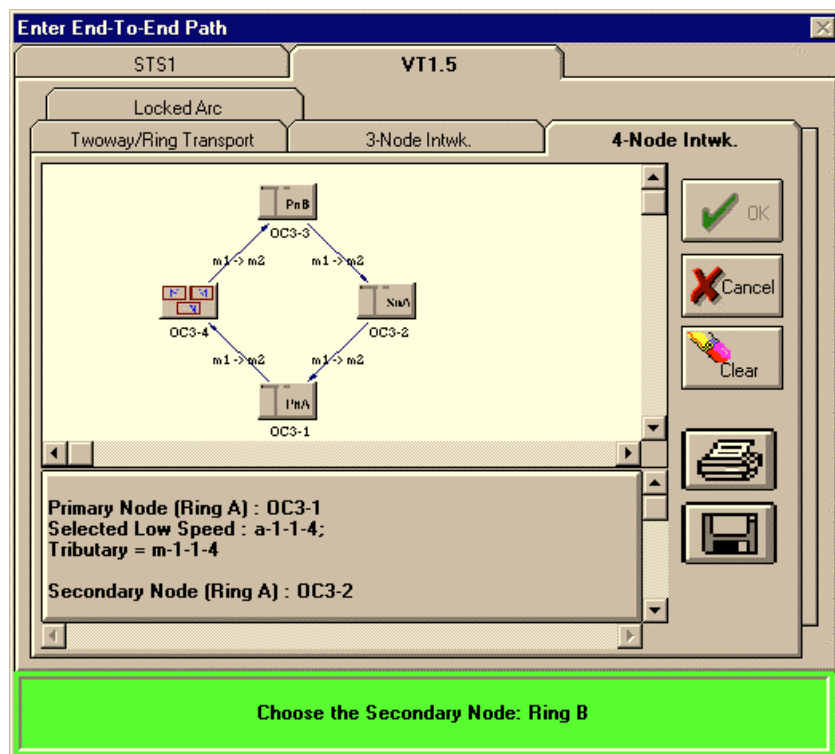 Enter End-To-End Path
STS1
VT1.5
Locked Arc
Twoway/Ring Transport
3-Node Intwk.
4-Node Intwk.
PnB
OC3-3
m1 -> m2
m1 -> m2
OC3-4
SnA
OC3-2
m1 -> m2
m1 -> m2
PnA
OC3-1
OK
Cancel
Clear
Primary Node (Ring A) : OC3-1
Selected Low Speed : a-1-1-4;
Tributary = m-1-1-4
Secondary Node (Ring A) : OC3-2
Choose the Secondary Node: Ring B